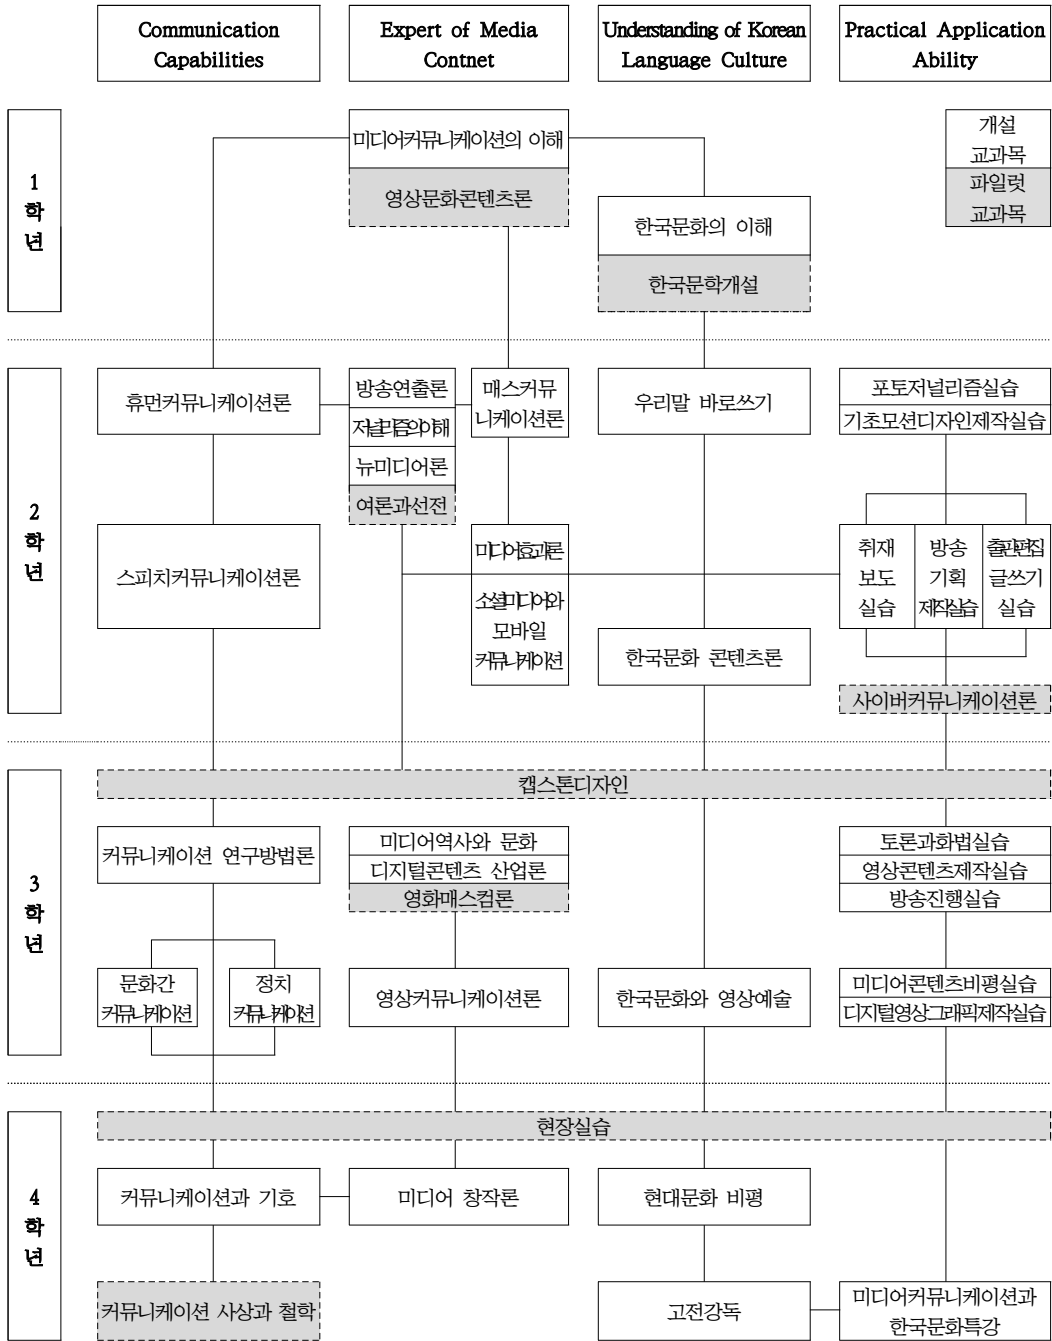 Communication
Capabilities
Expert of Media
Contnet
Understanding of Korean
Language Culture
Practical Application
Ability
1
학
년
미디어커뮤니케이션의 이해
영상문화콘텐츠론
한국문화의 이해
한국문학개설
개설
교과목
파일럿
교과목
2
학
년
휴먼커뮤니케이션론
방송연출론
저널리즘의이해
뉴미디어론
여론과선전
매스커뮤
니케이션론
우리말 바로쓰기
포토저널리즘실습
기초모션디자인제작실습
스피치커뮤니케이션론
미디어효과론
소셜미디어와
모바일
커뮤니케이션
한국문화 콘텐츠론
취재
보도
실습
방송
기획
제작실습
출판편집
글쓰기
실습
사이버커뮤니케이션론
3
학
년
캡스톤디자인
커뮤니케이션 연구방법론
미디어역사와 문화
디지털콘텐츠 산업론
영화매스컴론
토론과화법실습
영상콘텐츠제작실습
방송진행실습
문화간
커뮤니케이션
정치
커뮤니케이션
영상커뮤니케이션론
한국문화와 영상예술
미디어콘텐츠비평실습
디지털영상그래픽제작실습
4
학
년
현장실습
커뮤니케이션과 기호
미디어 창작론
현대문화 비평
커뮤니케이션 사상과 철학
고전강독
미디어커뮤니케이션과
한국문화특강